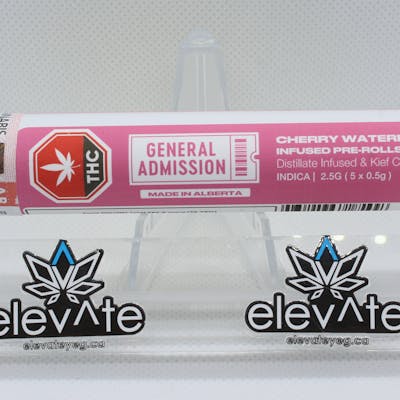 NABIS
THC
GENERAL
ADMISSION
MADE IN ALBERTA
CHERRY WATER
INFUSED PRE-ROLLS
Distillate Infused & Kief C
INDICA | 2.5G ( 5 x 0.5g )
elev^te
elevateyeg.ca
elev^te
elevateyeg.ca